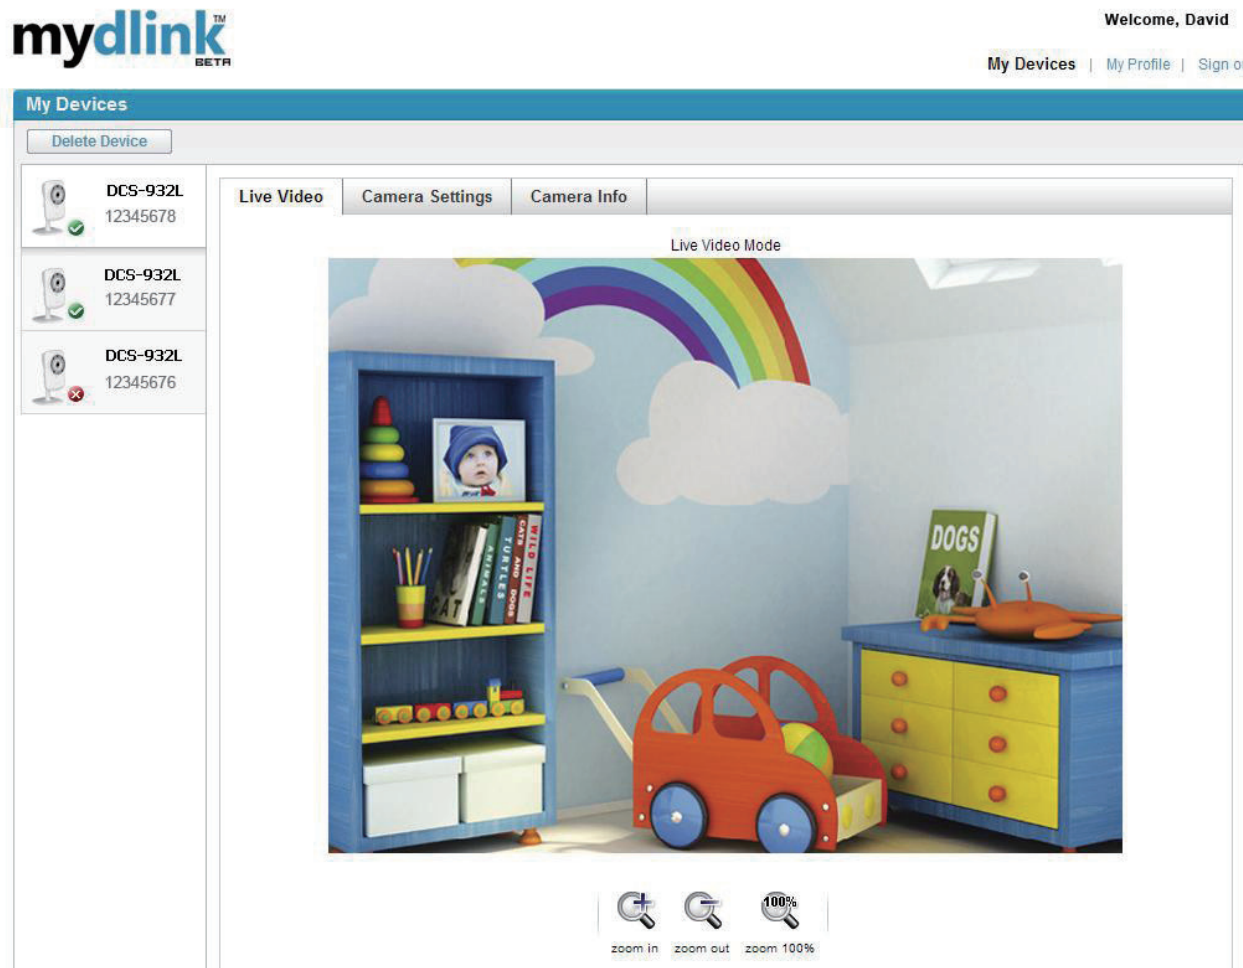 mydlink™
BETA
Welcome, David
My Devices | My Profile | Sign o
My Devices
Delete Device
DCS-932L
12345678
DCS-932L
12345677
DCS-932L
12345676
Live Video
Camera Settings
Camera Info
Live Video Mode
CAT
ANIMALS
TURTLES
CATS AND DOGS
WILD LIFE
DOGS
100%
zoom in
zoom out
zoom 100%